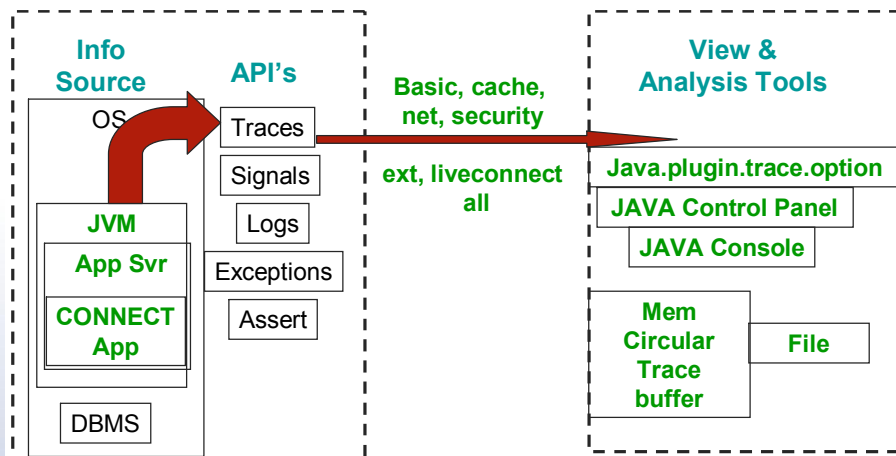 Info
Source
OS
JVM
App Svr
CONNECT
App
DBMS
API's
Traces
Signals
Logs
Exceptions
Assert
Basic, cache,
net, security
ext, liveconnect
all
View &
Analysis Tools
Java.plugin.trace.option
JAVA Control Panel
JAVA Console
Mem
Circular
Trace
buffer
File